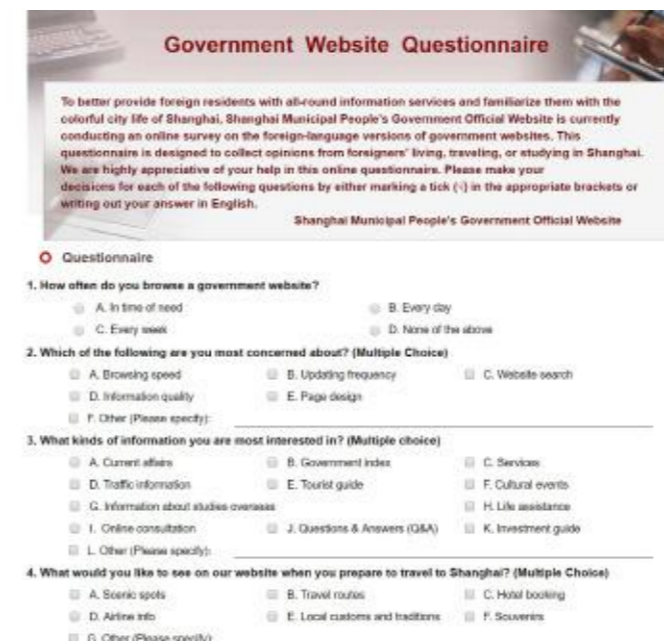 Government Website Questionnaire
To better provide foreign residents with all-round information services and familiarize them with the
colorful city life of Shanghai, Shanghai Municipal People's Government Official Website is currently
conducting an online survey on the foreign-language versions of government websites. This
questionnaire is designed to collect opinions from foreigners' living, traveling, or studying in Shanghai.
We are highly appreciative of your help in this online questionnaire. Please make your
decisions for each of the following questions by either marking a tick (√) in the appropriate brackets or
writing out your answer in English.
Shanghai Municipal People's Government Official Website
Questionnaire
1. How often do you browse a government website?
A. In time of need B. Every day
C. Every week D. None of the above
2. Which of the following are you most concerned about? (Multiple Choice)
A. Browsing speed B. Updating frequency C. Website search
D. Information quality E. Page design
F. Other (Please specify):
3. What kinds of information you are most interested in? (Multiple choice)
A. Current affairs B. Government Index C. Services
D. Traffic information E. Tourist guide F. Cultural events
G. Information about studies overseas H. Life assistance
I. Online consultation J. Questions & Answers (Q&A) K. Investment guide
L. Other (Please specify):
4. What would you like to see on our website when you prepare to travel to Shanghai? (Multiple Choice)
A. Scenic spots B. Travel routes C. Hotel booking
D. Airline info E. Local customs and traditions F. Souvenirs
G. Other (Please specify):